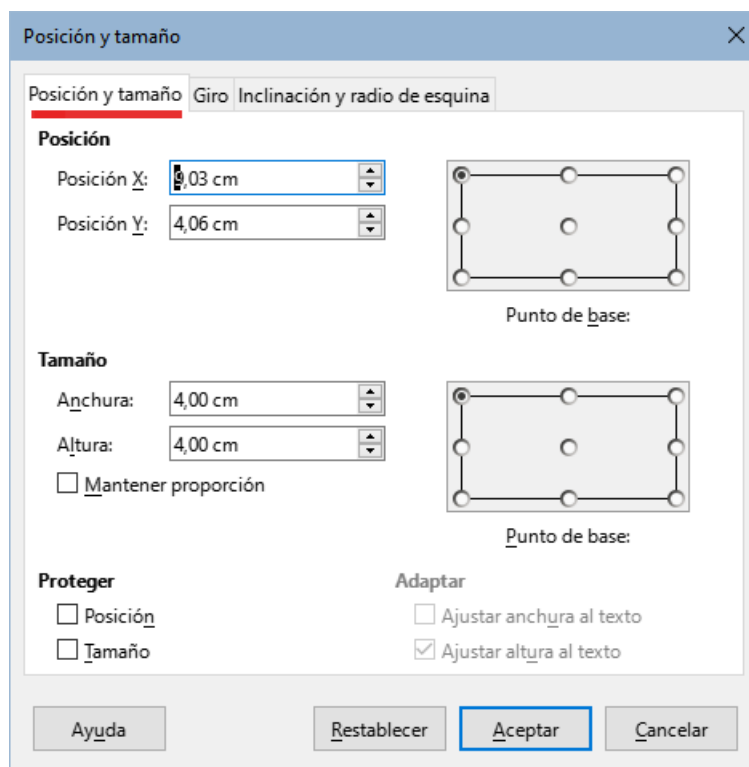 Posición y tamaño
Posición y tamaño Giro Inclinación y radio de esquina
Posición
Posición X: 9,03 cm
Posición Y: 4,06 cm
Punto de base:
Tamaño
Anchura: 4,00 cm
Altura: 4,00 cm
Mantener proporción
Punto de base:
Proteger
Posición
Tamaño
Adaptar
Ajustar anchura al texto
Ajustar altura al texto
Ayuda Restablecer Aceptar Cancelar